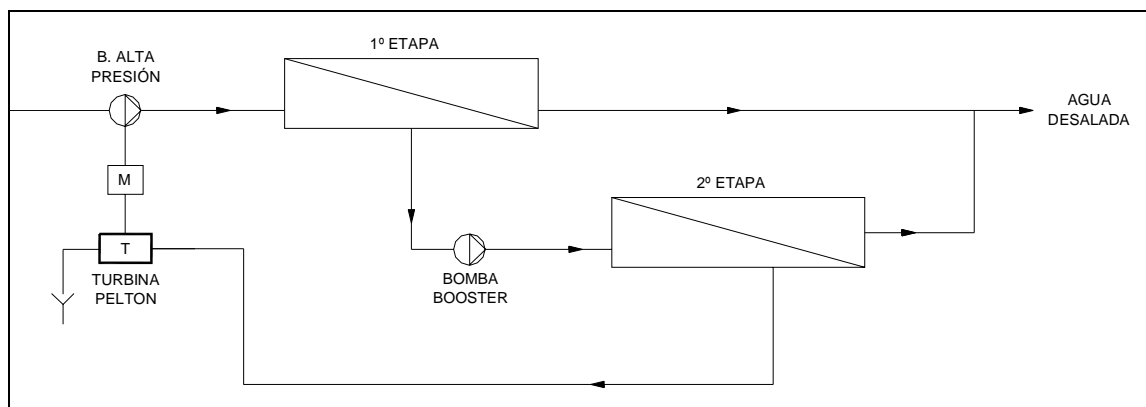 1º ETAPA
B. ALTA
PRESIÓN
AGUA
DESALADA
M
2º ETAPA
T
TURBINA
PELTON
BOMBA
BOOSTER